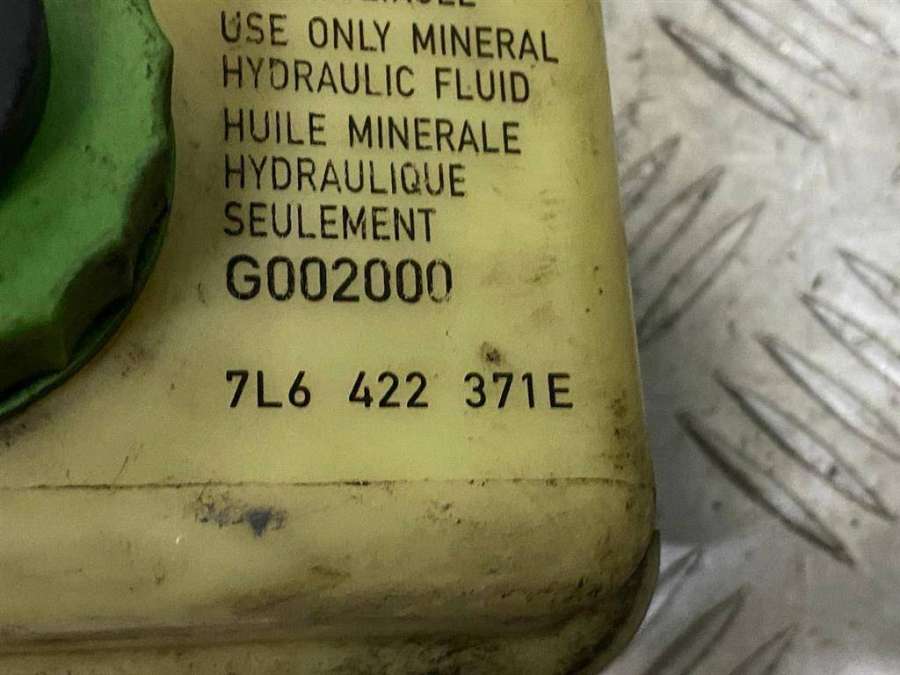 USE ONLY MINERAL
HYDRAULIC FLUID
HUILE MINERALE
HYDRAULIQUE
SEULEMENT
G002000
7L6 422 371E